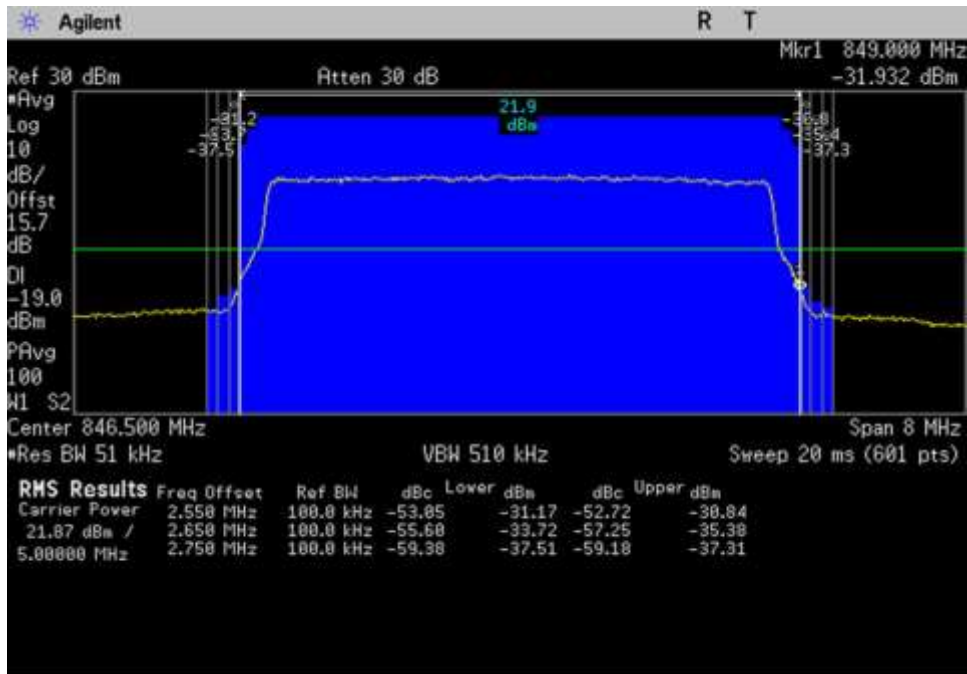 Agilent R T
Mkr1 849.000 MHz
Ref 30 dBm Atten 30 dB -31.932 dBm
*Avg
Log
10
dB/
Offst
15.7
dB
DI
-19.0
dBm
PAvg
100
W1 S2
21.9
dBm
-37.5
-37.3
Center 846.500 MHz Span 8 MHz
*Res BW 51 kHz VBW 510 kHz Sweep 20 ms (601 pts)
RMS Results Freq Offset Ref BW dBc Lower dBm dBc Upper dBm
Carrier Power 2.550 MHz 100.0 kHz -53.05 -31.17 -52.72 -30.84
21.87 dBm / 2.650 MHz 100.0 kHz -55.60 -33.72 -57.25 -35.38
5.00000 MHz 2.750 MHz 100.0 kHz -59.38 -37.51 -59.18 -37.31